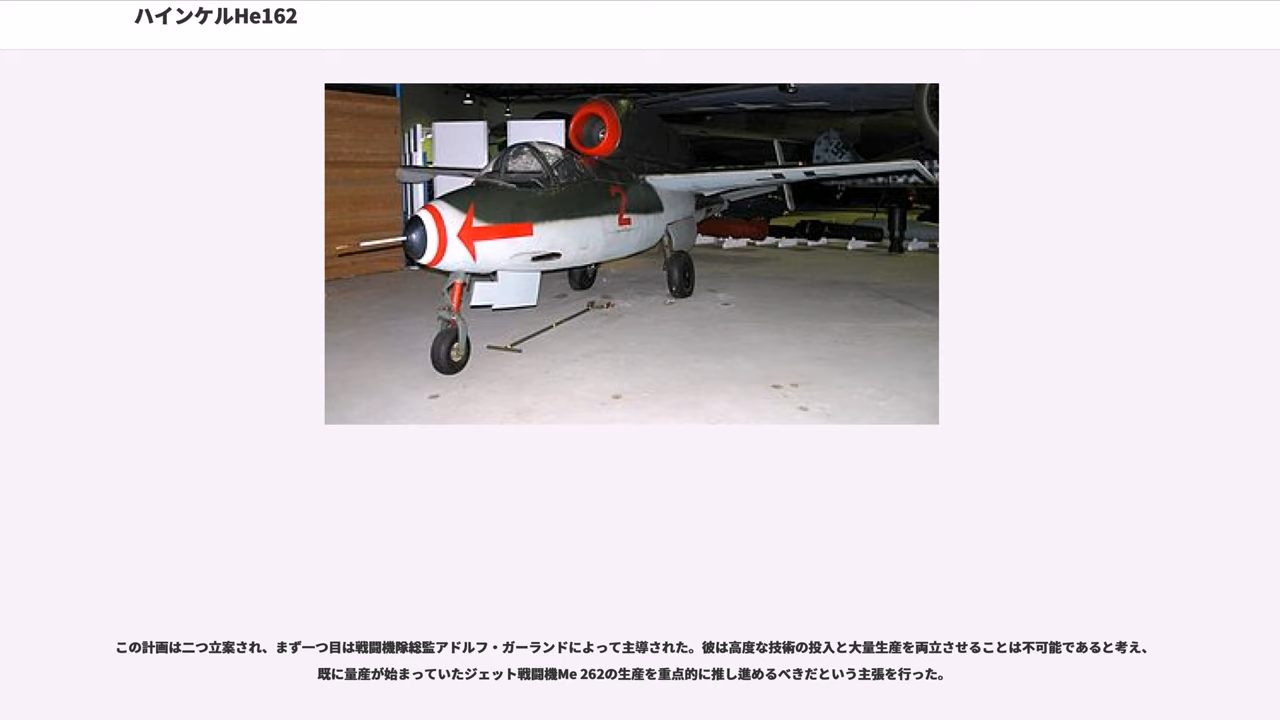 ハインケルHe162
2
この計画は二つ立案され、まず一つ目は戦闘機隊総監アドルフ・ガーランドによって主導された。彼は高度な技術の投入と大量生産を両立させることは不可能であると考え、
既に量産が始まっていたジェット戦闘機Me 262の生産を重点的に推し進めるべきだという主張を行った。